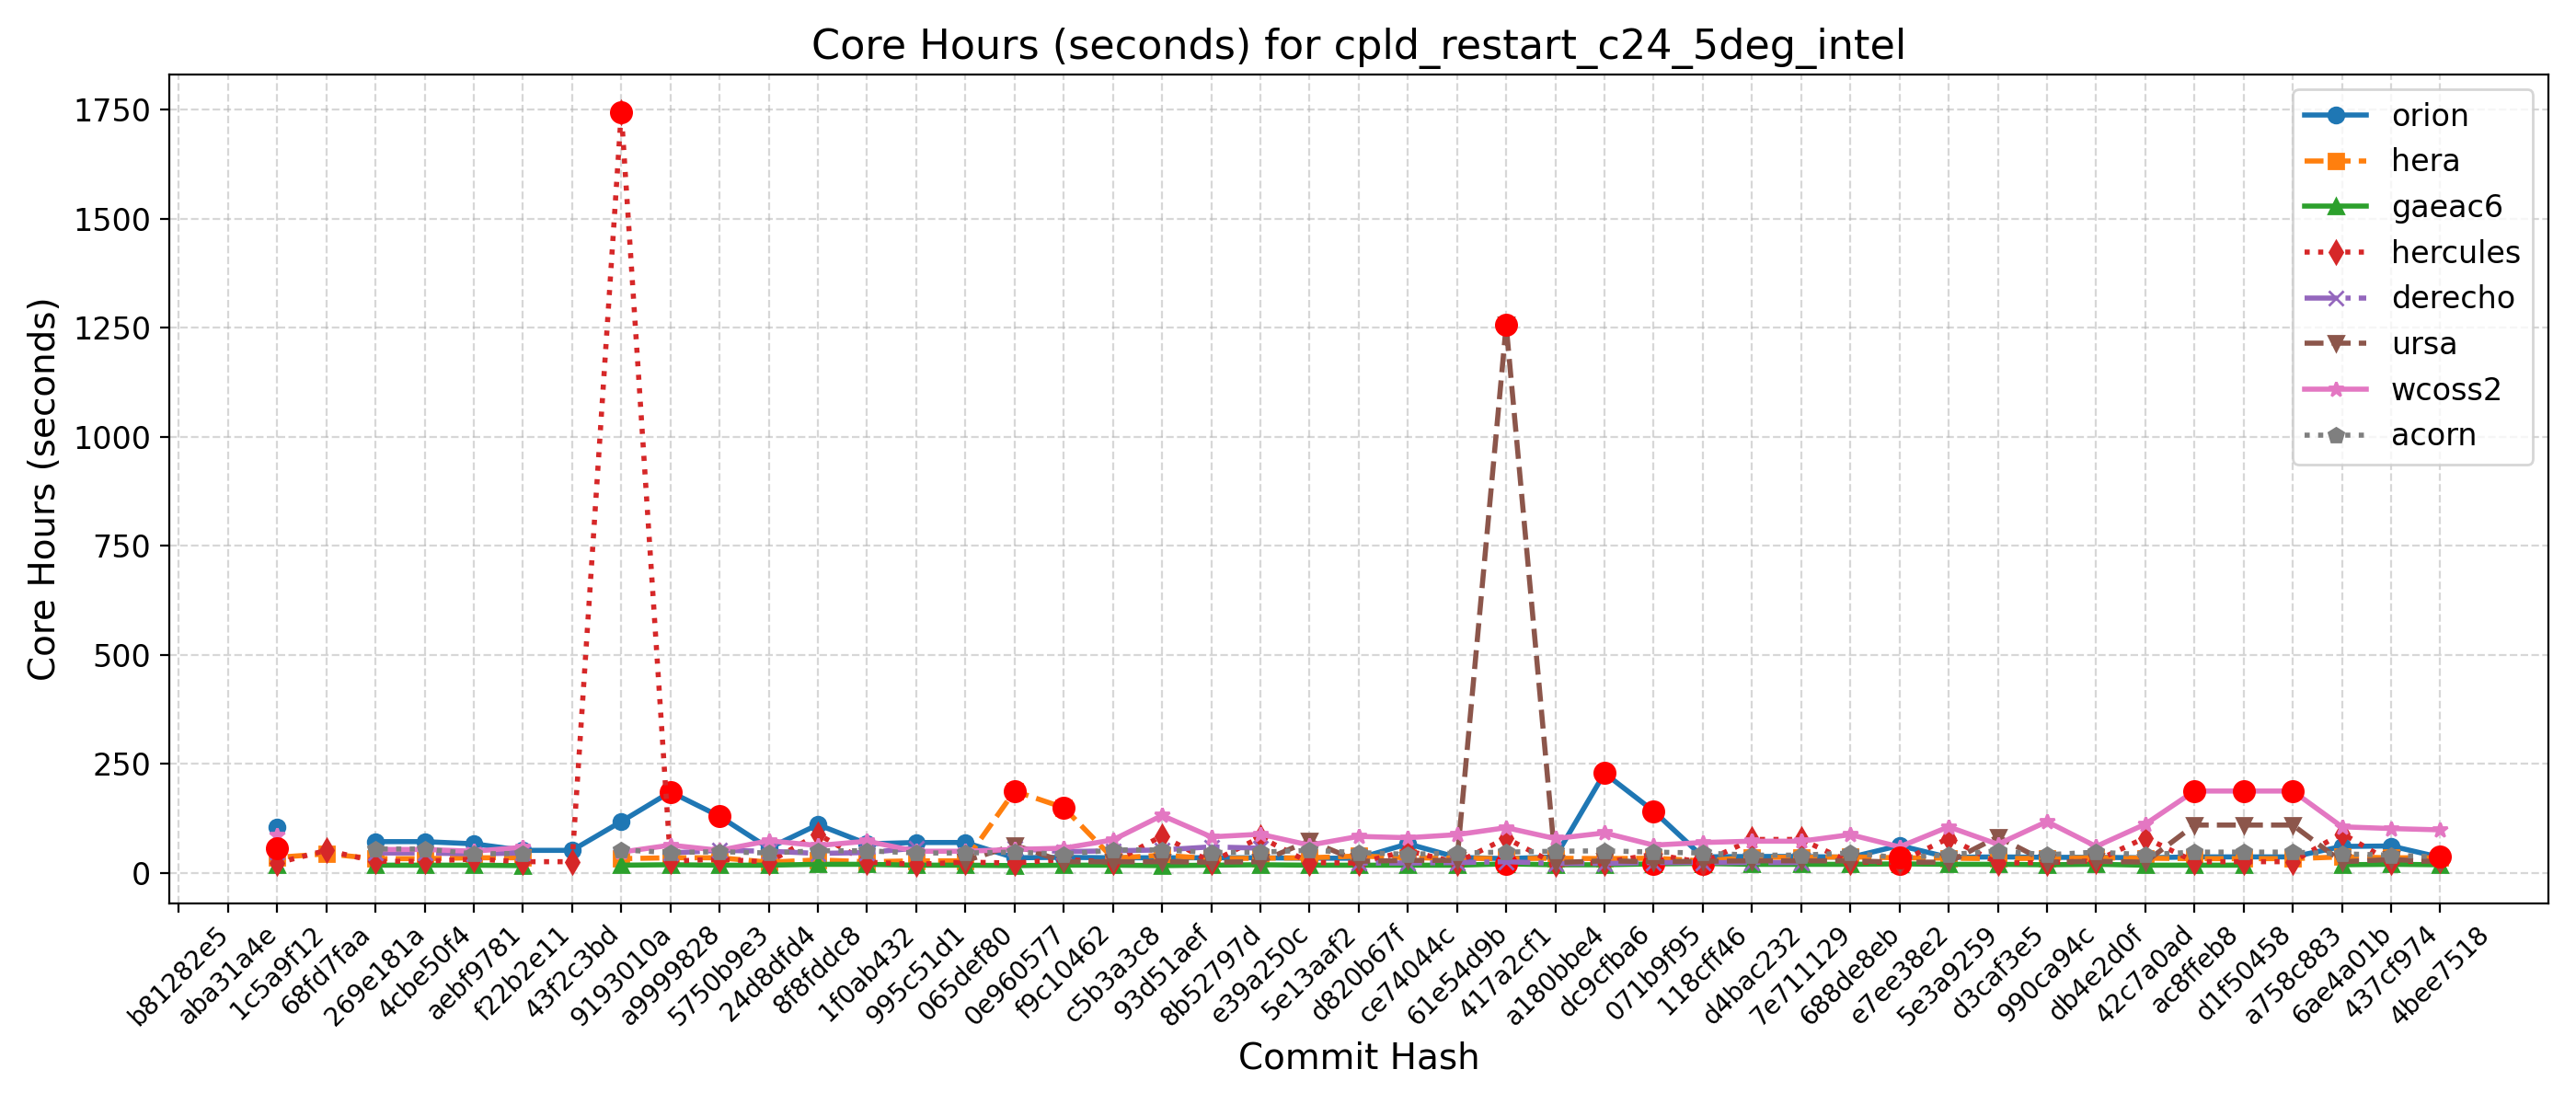 Core Hours (seconds) for cpld_restart_c24_5deg_intel
Core Hours (seconds)
1750
1500
1250
1000
750
500
250
0
orion
hera
gaeac6
hercules
derecho
ursa
wcoss2
acorn
b81282e5
aba31a4e
1c5a9f12
68fd7faa
269e181a
4cbe50f4
aebf9781
f22b2e11
43f2c3bd
9193010a
a9999828
5750b9e3
24d8dfd4
8f8fddc8
1f0ab432
995c51d1
065def80
0e960577
f9c10462
c5b3a3c8
93d51aef
8b52797d
e39a250c
5e13aaf2
d820b67f
ce74044c
61e54d9b
417a2cf1
a180bbe4
dc9cfba6
071b9f95
118cff46
d4bac232
7e711129
688de8eb
e7ee38e2
5e3a9259
d3caf3e5
990ca94c
db4e2d0f
42c7a0ad
ac8ffeb8
d1f50458
a758c883
6ae4a01b
437cf974
4bee7518
Commit Hash